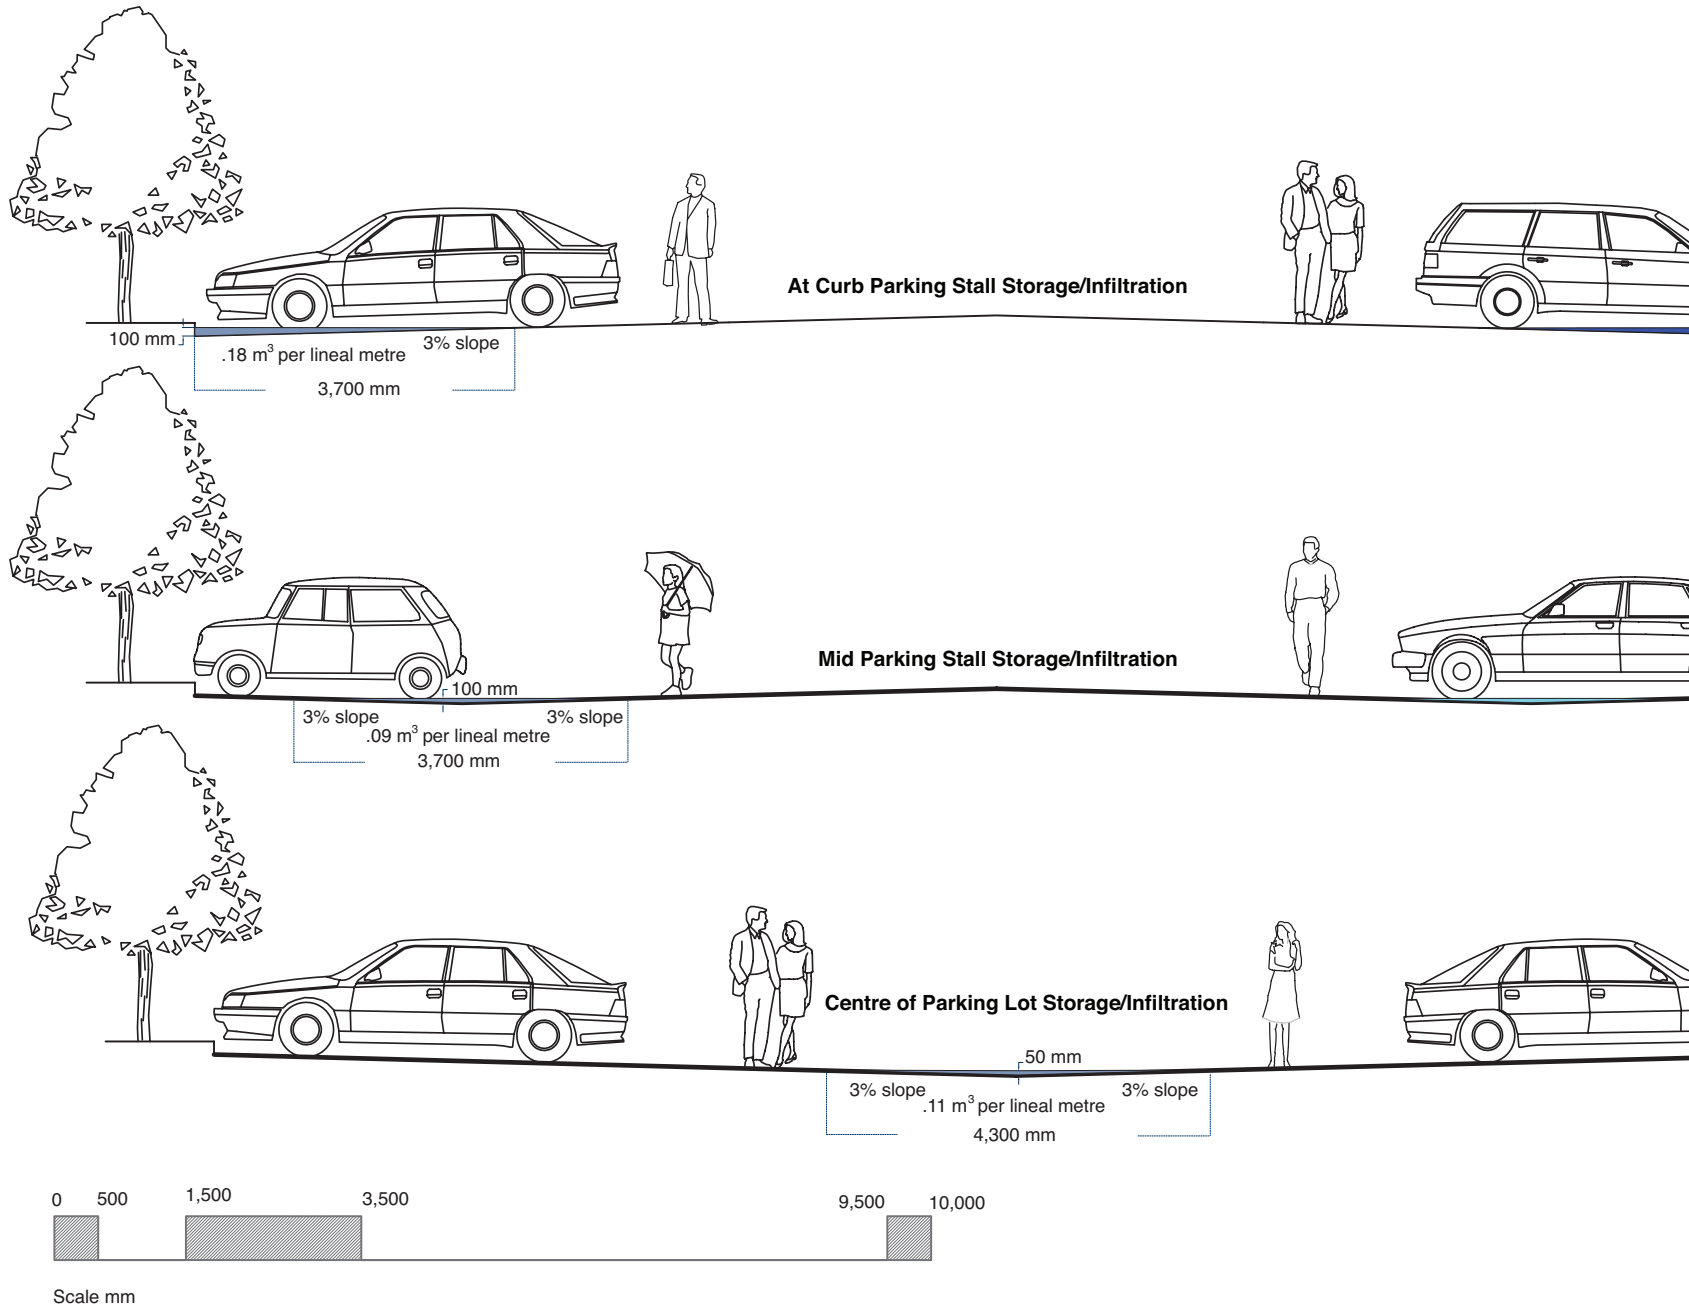 At Curb Parking Stall Storage/Infiltration
100 mm
.18 m³ per lineal metre
3% slope
3,700 mm
Mid Parking Stall Storage/Infiltration
100 mm
3% slope
3% slope
.09 m³ per lineal metre
3,700 mm
Centre of Parking Lot Storage/Infiltration
50 mm
3% slope
3% slope
.11 m³ per lineal metre
4,300 mm
0 500 1,500 3,500 9,500 10,000
Scale mm